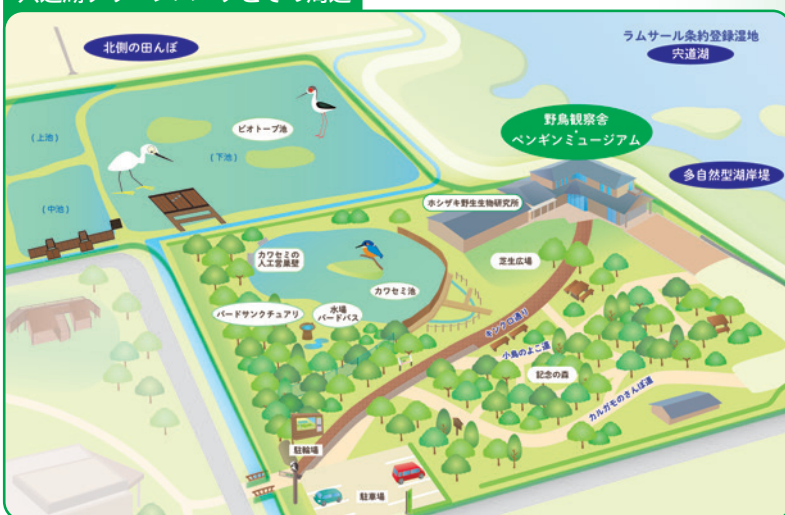 北側の田んぼ
ラムサール条約登録湿地
宍道湖
野鳥観察舎
・
ペンギンミュージアム
ビオトープ池
(上池)
(下池)
(中池)
多自然型湖岸堤
ホシザキ野生生物研究所
カワセミの
人工営巣壁
芝生広場
カワセミ池
バードサンクチュアリ
水場
バードバス
キンクロ通り
小鳥のよこ道
記念の森
カルガモのさんぽ道
駐輪場
駐車場